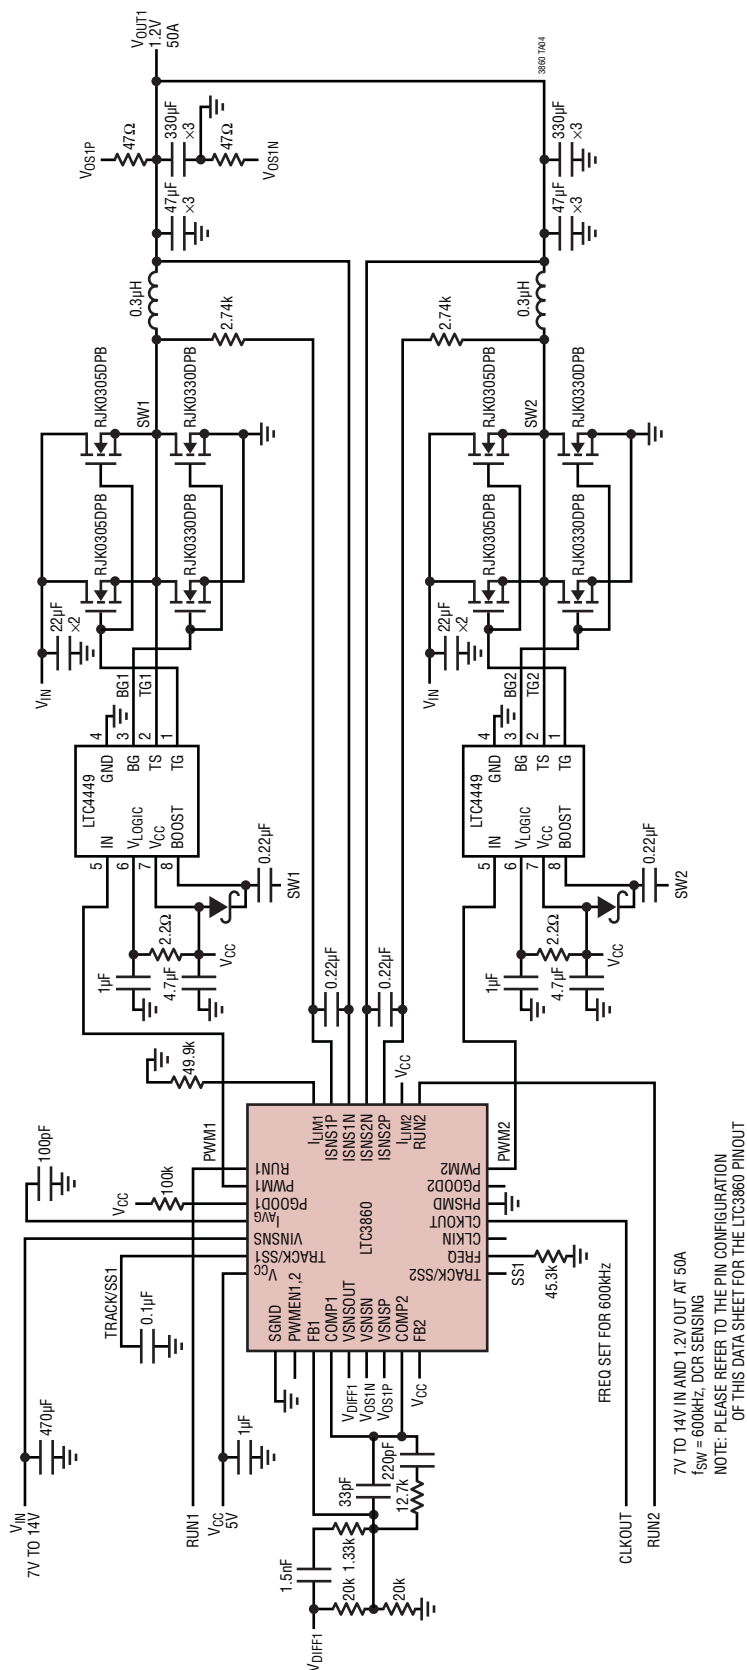 VIN
7V TO 14V
470µF
RUN1
VCC
5V
1µF
TRACK/SS1
0.1µF
VCC
100k
100pF
PWM1
49.9k
VCC
TRACK/SS1
VINSNS
IAVG
PGOOD1
PWM1
RUN1
SGND
PWMEN1,2
FB1
COMP1
VSNSOUT
VSNSN
VSNSP
COMP2
FB2
LTC3860
ILIM1
ISNS1P
ISNS1N
ISNS2N
ISNS2P
ILIM2
RUN2
TRACK/SS2
FREQ
CLKIN
CLKOUT
PHSMD
PGOOD2
PWM2
VDIFF1
VOS1N
VOS1P
VCC
VCC
PWM2
SS1
45.3k
FREQ SET FOR 600kHz
VDIFF1
1.5nF
20k
1.33k
20k
33pF
220pF
12.7k
CLKOUT
RUN2
1µF
4.7µF
2.2Ω
VCC
0.22µF
SW1
LTC4449
5
6
7
8
IN
VLOGIC
VCC
BOOST
GND
BG
TS
TG
4
3
2
1
BG1
TG1
VIN
22µF
×2
RJK0305DPB
RJK0305DPB
RJK0330DPB
RJK0330DPB
SW1
0.3µH
2.74k
47µF
×3
330µF
×3
VOS1P
47Ω
47Ω
VOS1N
VOUT1
1.2V
50A
0.22µF
0.22µF
1µF
4.7µF
2.2Ω
VCC
0.22µF
SW2
LTC4449
5
6
7
8
IN
VLOGIC
VCC
BOOST
GND
BG
TS
TG
4
3
2
1
BG2
TG2
VIN
22µF
×2
RJK0305DPB
RJK0305DPB
RJK0330DPB
RJK0330DPB
SW2
0.3µH
2.74k
47µF
×3
330µF
×3
3860 TA04
7V TO 14V IN AND 1.2V OUT AT 50A
fSW = 600kHz, DCR SENSING
NOTE: PLEASE REFER TO THE PIN CONFIGURATION
OF THIS DATA SHEET FOR THE LTC3860 PINOUT